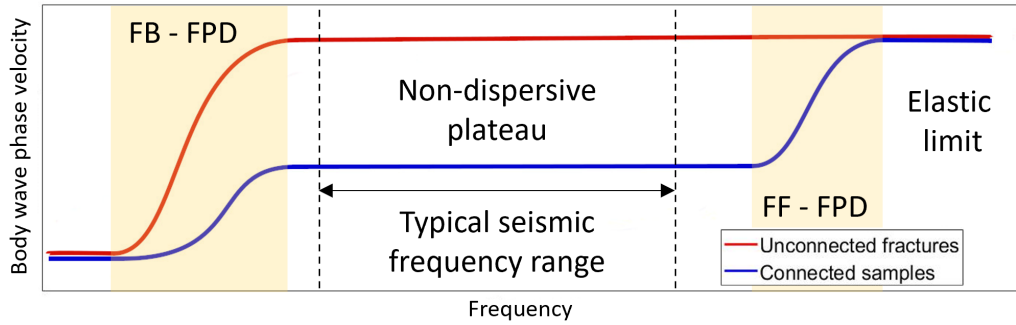 Body wave phase velocity
FB - FPD
Non-dispersive
plateau
Elastic
limit
Typical seismic
frequency range
FF - FPD
Unconnected fractures
Connected samples
Frequency